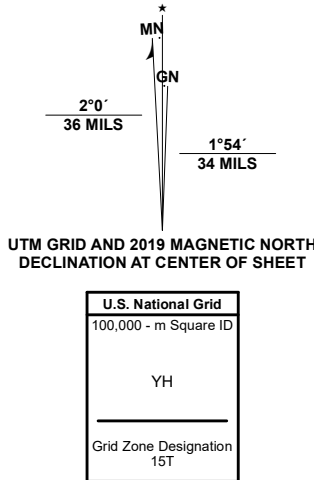 ★
MN
GN
2°0´
36 MILS
1°54´
34 MILS
UTM GRID AND 2019 MAGNETIC NORTH
DECLINATION AT CENTER OF SHEET
U.S. National Grid
100,000 - m Square ID
YH
Grid Zone Designation
15T